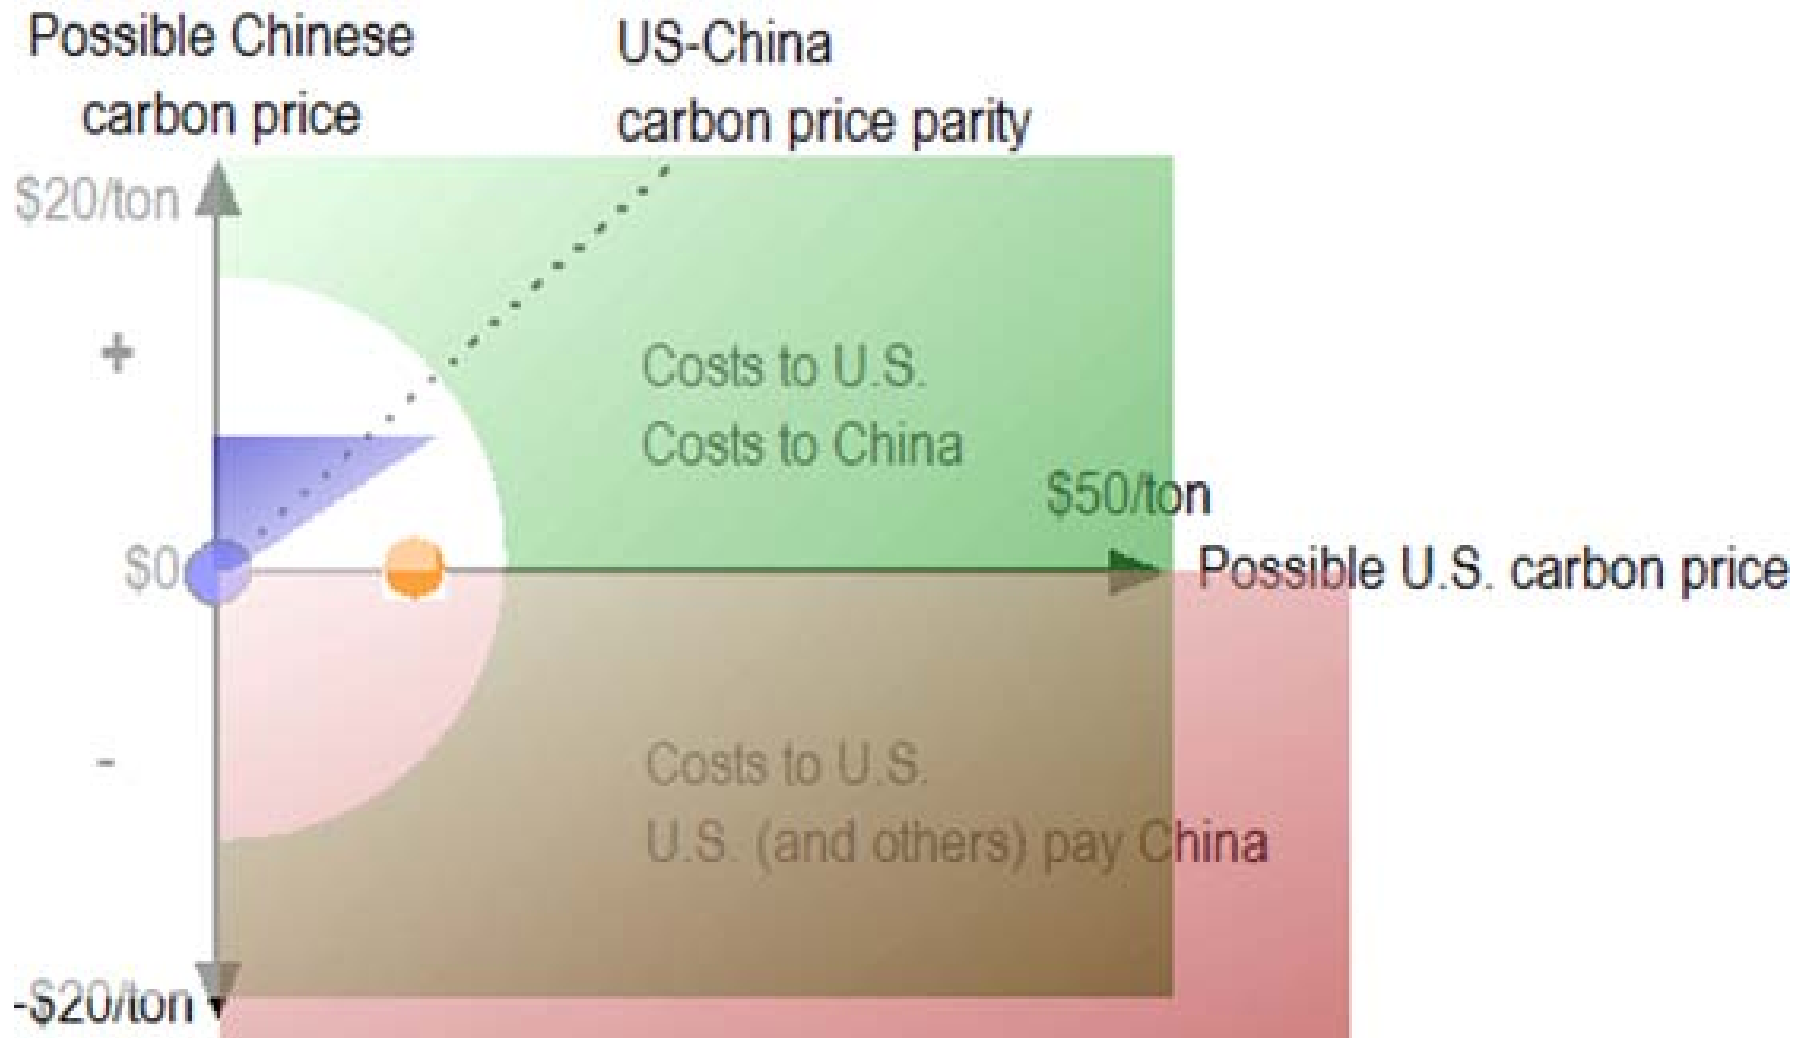 Possible Chinese
carbon price
US-China
carbon price parity
$20/ton
+
Costs to U.S.
Costs to China
$50/ton
$0
Possible U.S. carbon price
-
Costs to U.S.
U.S. (and others) pay China
-$20/ton